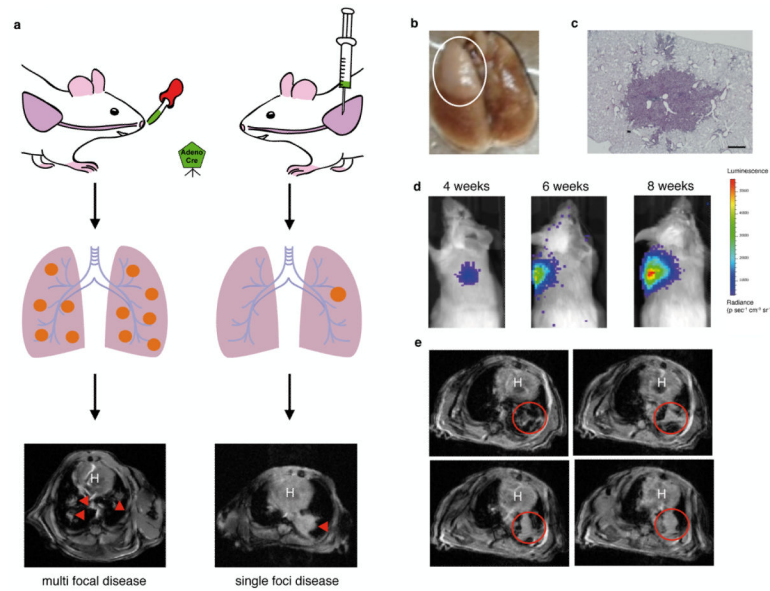 a
Adeno
Cre
H
H
multi focal disease
single foci disease
b
c
d
4 weeks
6 weeks
8 weeks
Luminescence
Radiance
(p sec⁻¹ cm⁻² sr⁻
e
H
H
H
H